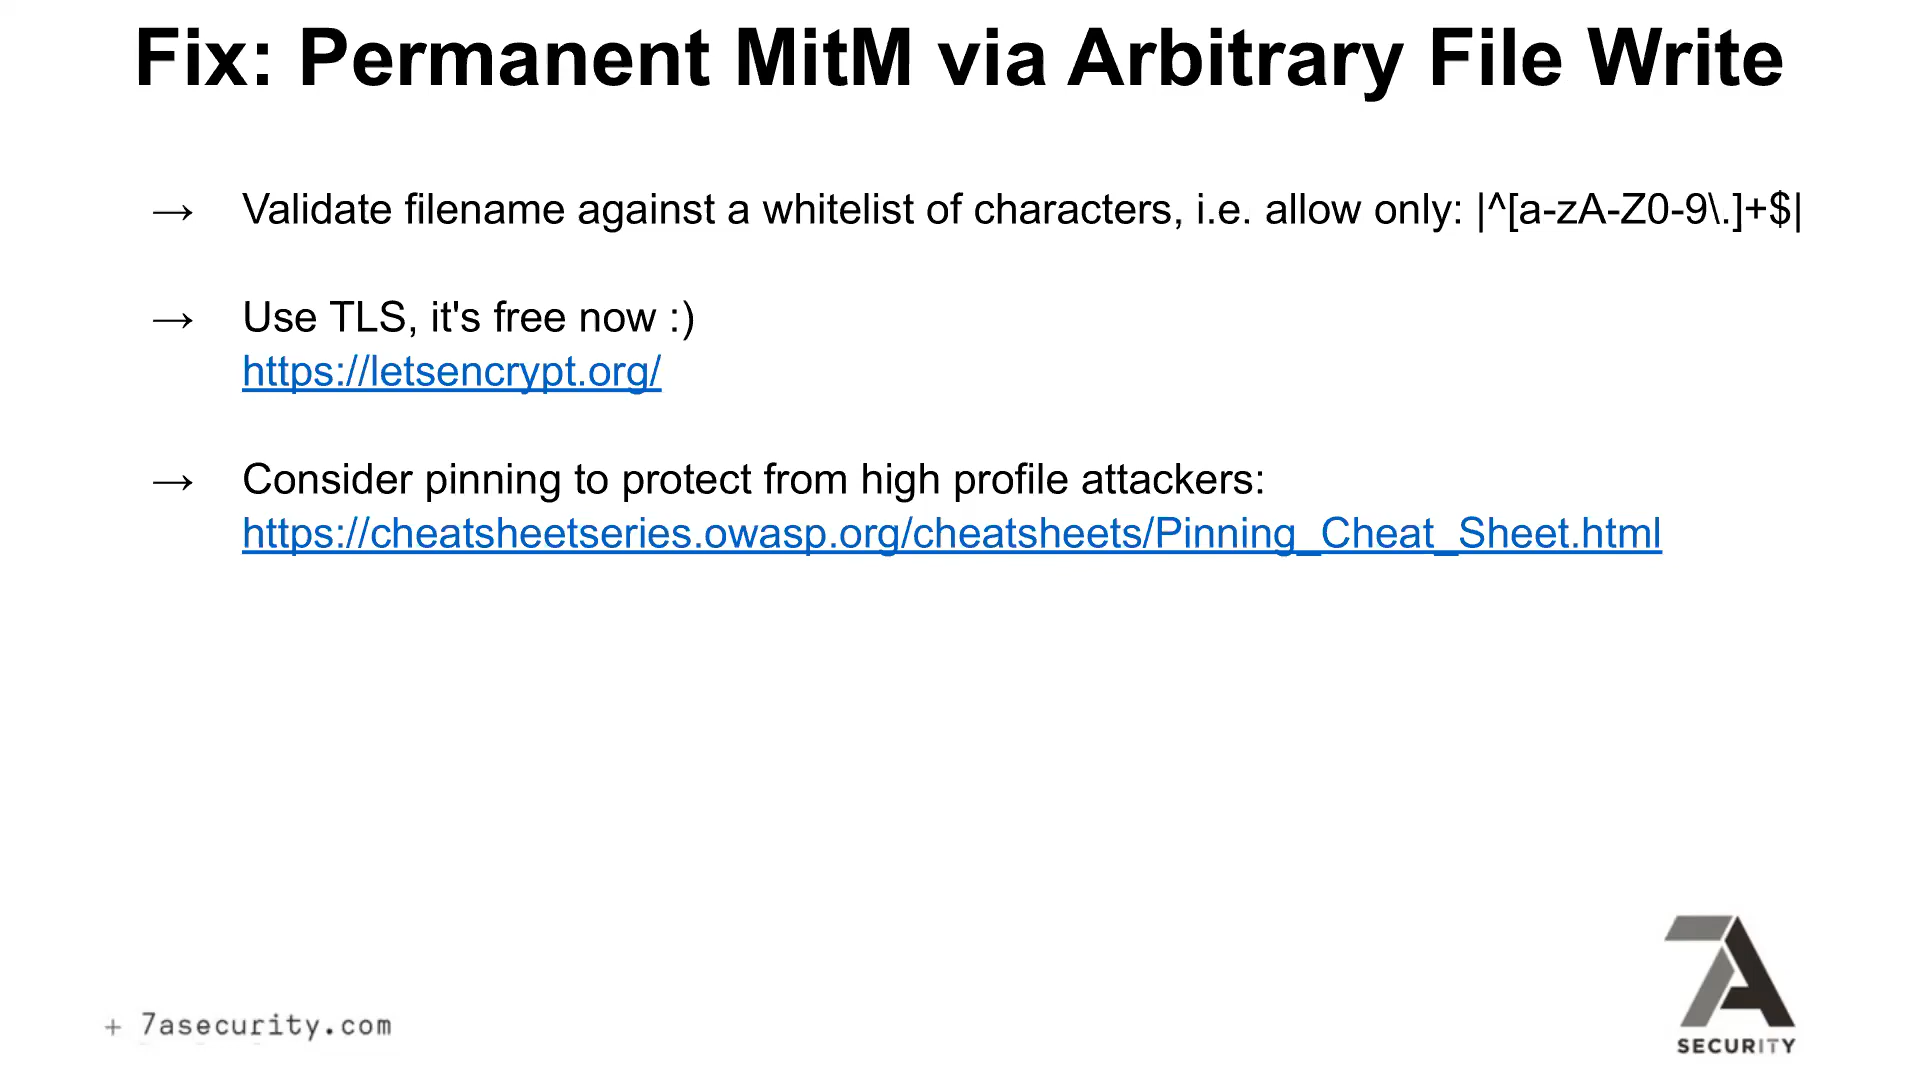 Fix: Permanent MitM via Arbitrary File Write
→ Validate filename against a whitelist of characters, i.e. allow only: |^[a-zA-Z0-9\.]+$|
→ Use TLS, it's free now :)
https://letsencrypt.org/
→ Consider pinning to protect from high profile attackers:
https://cheatsheetseries.owasp.org/cheatsheets/Pinning_Cheat_Sheet.html
+ 7asecurity.com
7A
SECURITY